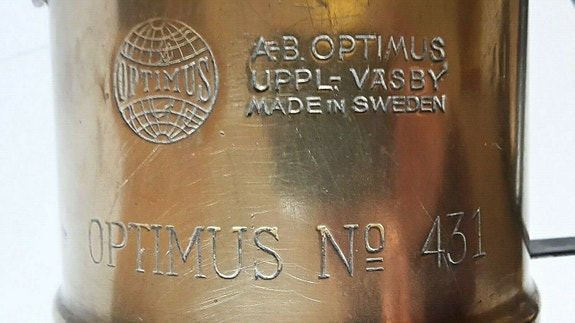 OPTIMUS
A-B. OPTIMUS,
UPPL.- VÄSBY
MADE IN SWEDEN
OPTIMUS Nº 431